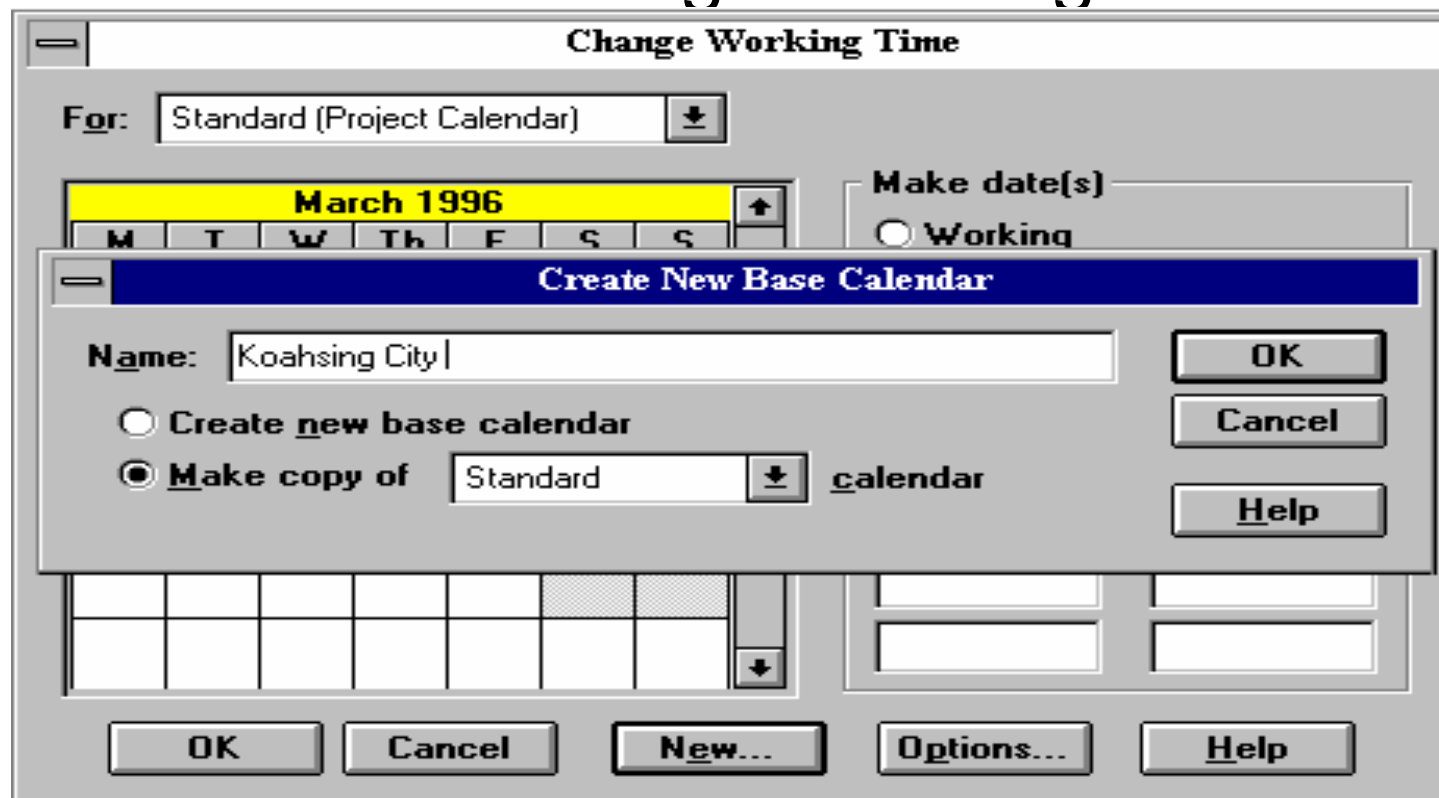 Change Working Time
For: Standard (Project Calendar)
March 1996
Make date(s)
M T W Th F S S
Working
Create New Base Calendar
Name: Koahsing City
OK
Create new base calendar
Cancel
Make copy of Standard calendar
Help
OK Cancel New... Options... Help